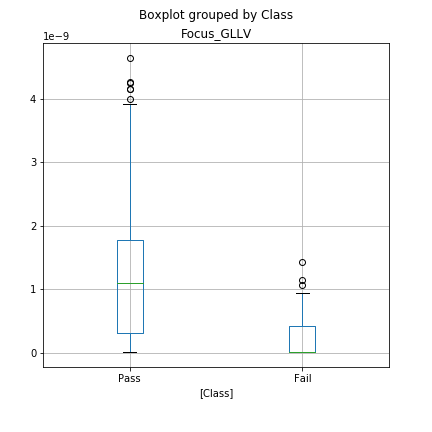 Boxplot grouped by Class
Focus_GLLV
1e−9
4
3
2
1
0
Pass Fail
[Class]